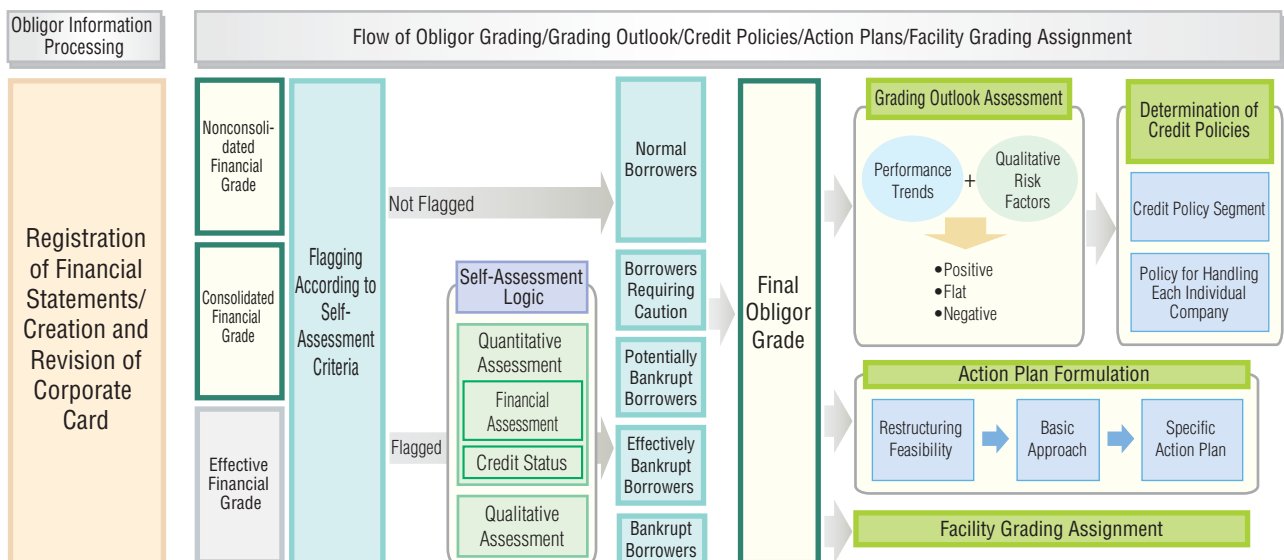 Obligor Information
Processing
Flow of Obligor Grading/Grading Outlook/Credit Policies/Action Plans/Facility Grading Assignment
Registration
of Financial
Statements/
Creation and
Revision of
Corporate
Card
Nonconsoli-
dated
Financial
Grade
Consolidated
Financial
Grade
Effective
Financial
Grade
Flagging
According to
Self-
Assessment
Criteria
Not Flagged
Flagged
Self-Assessment
Logic
Quantitative
Assessment
Financial
Assessment
Credit Status
Qualitative
Assessment
Normal
Borrowers
Borrowers
Requiring
Caution
Potentially
Bankrupt
Borrowers
Effectively
Bankrupt
Borrowers
Bankrupt
Borrowers
Final
Obligor
Grade
Grading Outlook Assessment
Performance
Trends
+
Qualitative
Risk
Factors
●Positive
●Flat
●Negative
Determination of
Credit Policies
Credit Policy Segment
Policy for Handling
Each Individual
Company
Action Plan Formulation
Restructuring
Feasibility
Basic
Approach
Specific
Action Plan
Facility Grading Assignment